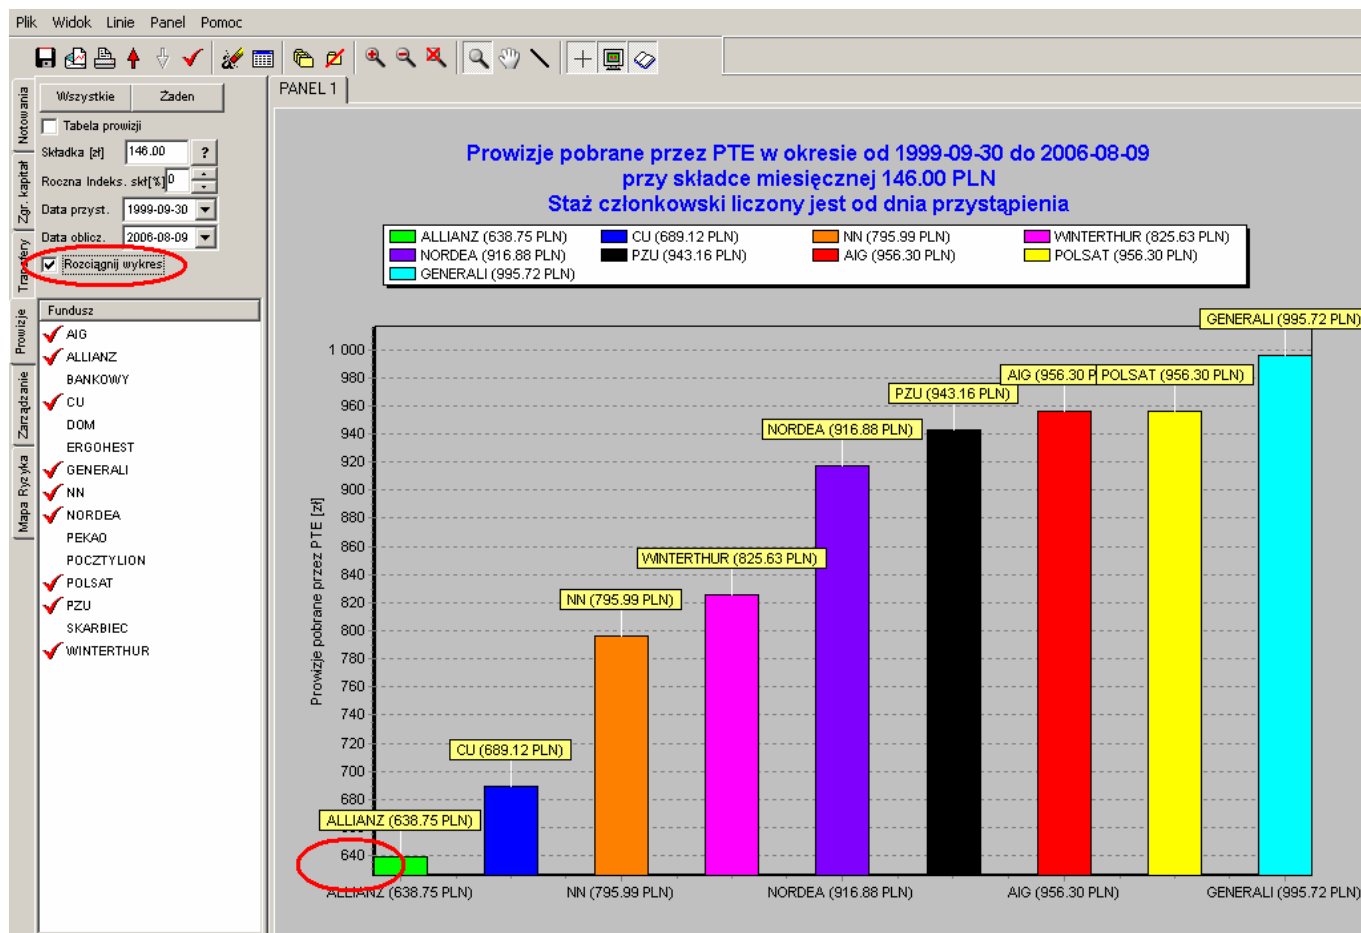 Plik Widok Linie Panel Pomoc
PANEL 1
Notowania
Zgr. kapitał
Transfery
Prowizje
Zarządzanie
Mapa Ryzyka
Wszystkie Żaden
Tabela prowizji
Składka [zł] 146.00 ?
Roczna Indeks. skł[%] 0
Data przyst. 1999-09-30
Data oblicz. 2006-08-09
Rozciągnij wykres
Fundusz
AIG
ALLIANZ
BANKOWY
CU
DOM
ERGOHEST
GENERALI
NN
NORDEA
PEKAO
POCZTYLION
POLSAT
PZU
SKARBIEC
WINTERTHUR
Prowizje pobrane przez PTE w okresie od 1999-09-30 do 2006-08-09
przy składce miesięcznej 146.00 PLN
Staż członkowski liczony jest od dnia przystąpienia
ALLIANZ (638.75 PLN) CU (689.12 PLN) NN (795.99 PLN) WINTERTHUR (825.63 PLN)
NORDEA (916.88 PLN) PZU (943.16 PLN) AIG (956.30 PLN) POLSAT (956.30 PLN)
GENERALI (995.72 PLN)
Prowizje pobrane przez PTE [zł]
1 000
980
960
940
920
900
880
860
840
820
800
780
760
740
720
700
680
640
GENERALI (995.72 PLN)
AIG (956.30 P POLSAT (956.30 PLN)
PZU (943.16 PLN)
NORDEA (916.88 PLN)
WINTERTHUR (825.63 PLN)
NN (795.99 PLN)
CU (689.12 PLN)
ALLIANZ (638.75 PLN)
ALLIANZ (638.75 PLN) NN (795.99 PLN) NORDEA (916.88 PLN) AIG (956.30 PLN) GENERALI (995.72 PLN)